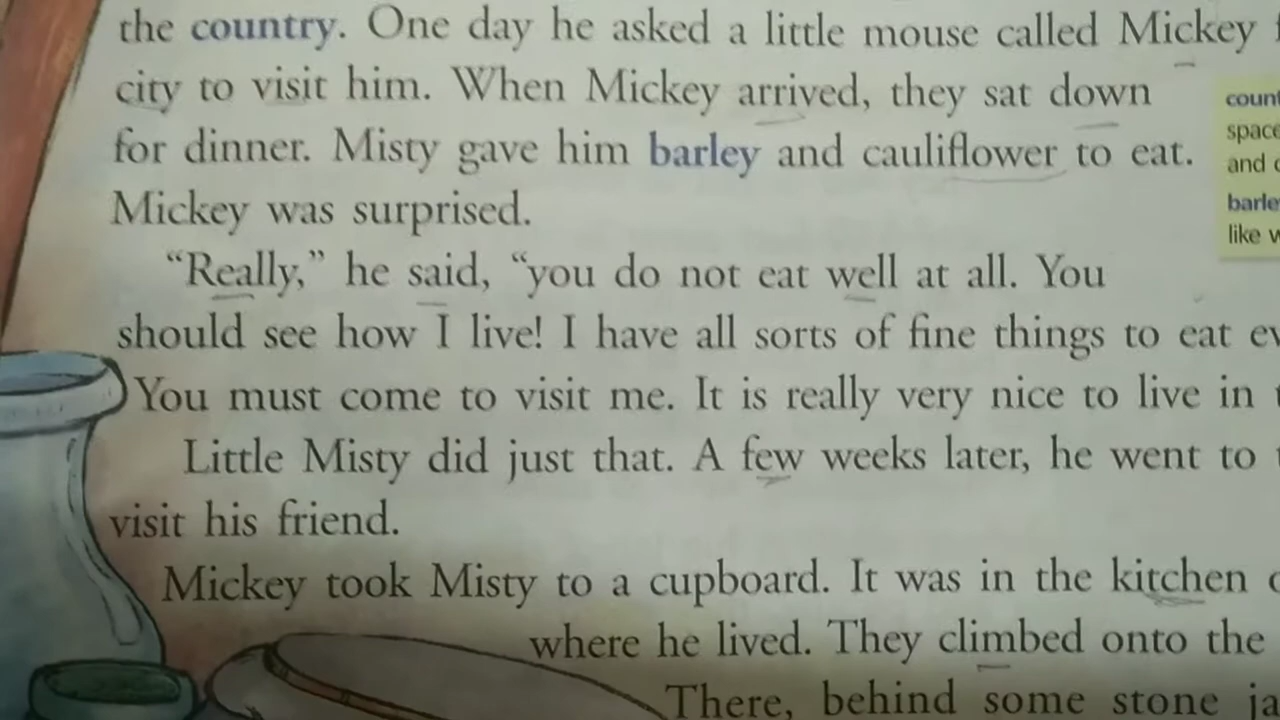 the country. One day he asked a little mouse called Mickey
city to visit him. When Mickey arrived, they sat down
for dinner. Misty gave him barley and cauliflower to eat.
Mickey was surprised.
“Really,” he said, “you do not eat well at all. You
should see how I live! I have all sorts of fine things to eat
You must come to visit me. It is really very nice to live in
Little Misty did just that. A few weeks later, he went to
visit his friend.
Mickey took Misty to a cupboard. It was in the kitchen
where he lived. They climbed onto the
There, behind some stone
count
space
and
barle
like